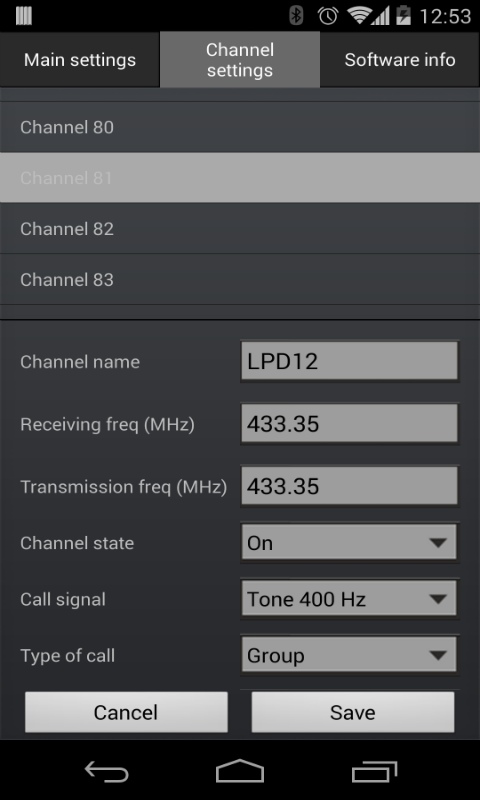 12:53
Main settings
Channel
settings
Software info
Channel 80
Channel 81
Channel 82
Channel 83
Channel name
LPD12
Receiving freq (MHz)
433.35
Transmission freq (MHz)
433.35
Channel state
On
Call signal
Tone 400 Hz
Type of call
Group
Cancel
Save